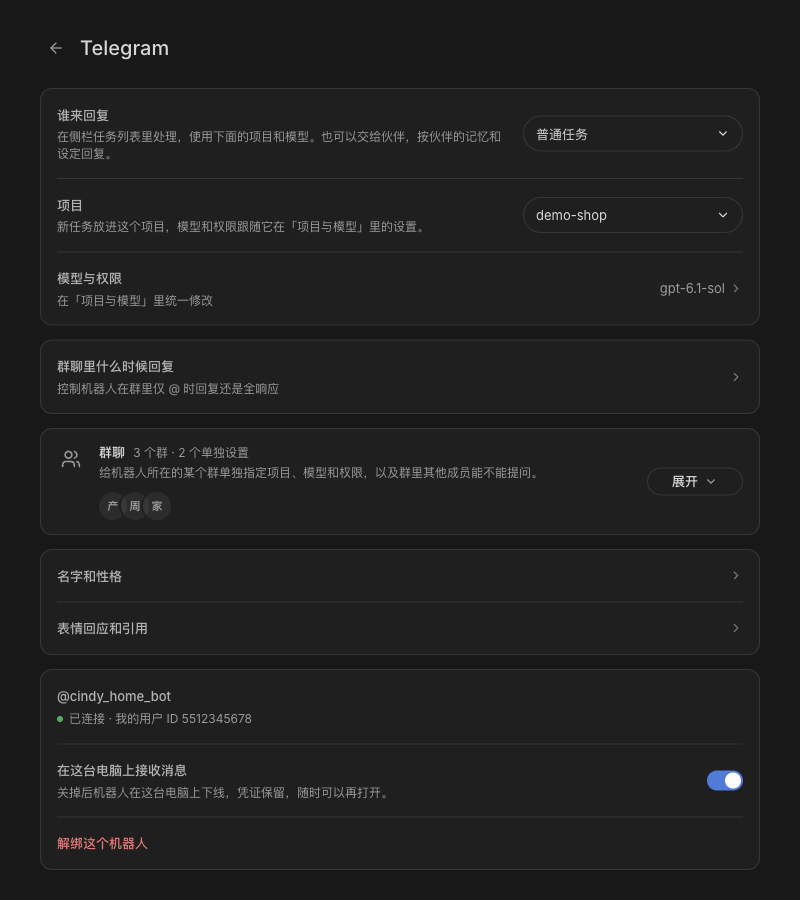 Telegram
谁来回复
在侧栏任务列表里处理，使用下面的项目和模型。也可以交给伙伴，按伙伴的记忆和
设定回复。
普通任务
项目
新任务放进这个项目，模型和权限跟随它在「项目与模型」里的设置。
demo-shop
模型与权限
在「项目与模型」里统一修改
gpt-6.1-sol
群聊里什么时候回复
控制机器人在群里仅 @ 时回复还是全响应
群聊 3 个群 · 2 个单独设置
给机器人所在的某个群单独指定项目、模型和权限，以及群里其他成员能不能提问。
产 周 家
展开
名字和性格
表情回应和引用
@cindy_home_bot
已连接 · 我的用户 ID 5512345678
在这台电脑上接收消息
关掉后机器人在这台电脑上下线，凭证保留，随时可以再打开。
解绑这个机器人